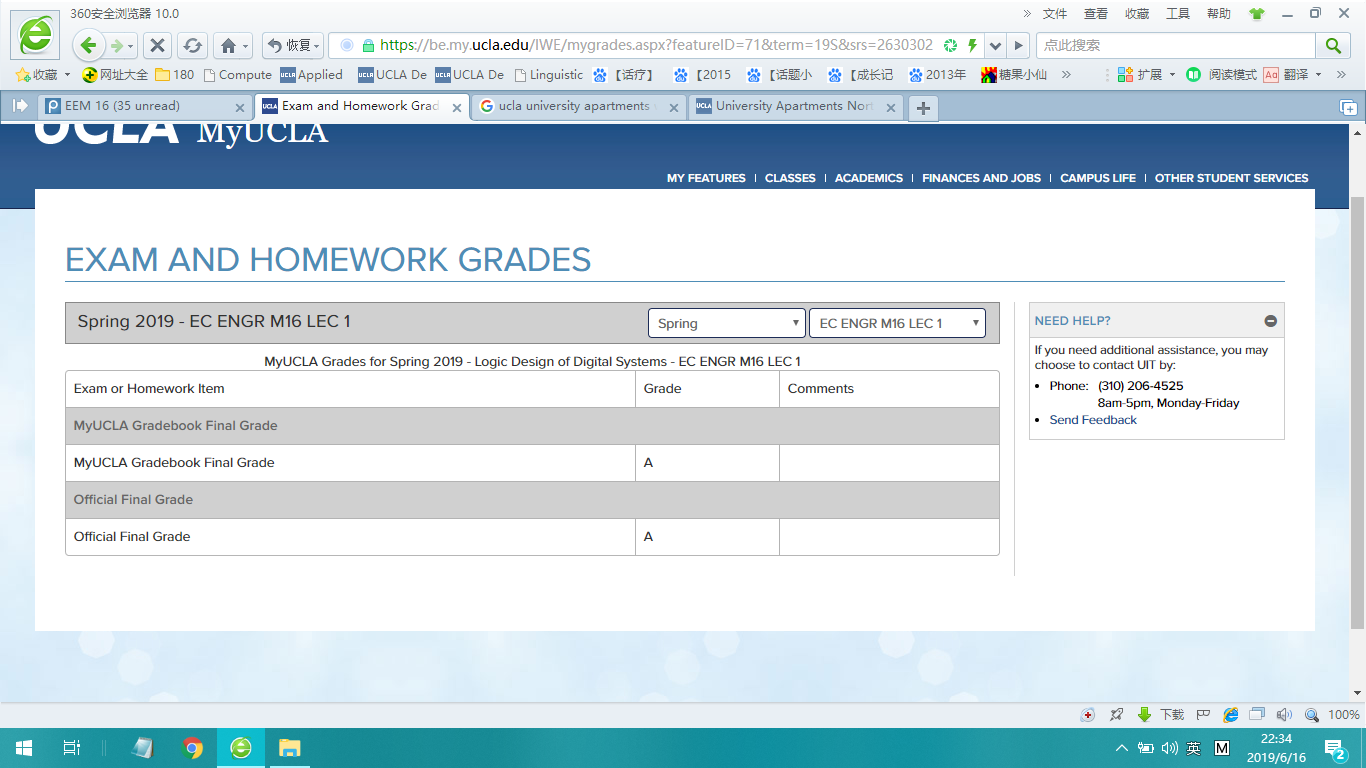 360安全浏览器 10.0
» 文件 查看 收藏 工具 帮助
恢复
https://be.my.ucla.edu/IWE/mygrades.aspx?featureID=71&term=19S&srs=2630302
点此搜索
收藏 网址大全 180 Compute UCLA Applied UCLA UCLA De UCLA UCLA De Linguistic 【话疗】 【2015 【话题小 【成长记 2013年 糖果小仙 » 扩展 阅读模式 Aa 翻译 »
EEM 16 (35 unread) UCLA Exam and Homework Grad ucla university apartments UCLA University Apartments Nort
UCLA MyUCLA
MY FEATURES | CLASSES | ACADEMICS | FINANCES AND JOBS | CAMPUS LIFE | OTHER STUDENT SERVICES
EXAM AND HOMEWORK GRADES
Spring 2019 - EC ENGR M16 LEC 1 Spring EC ENGR M16 LEC 1
MyUCLA Grades for Spring 2019 - Logic Design of Digital Systems - EC ENGR M16 LEC 1
Exam or Homework Item Grade Comments
MyUCLA Gradebook Final Grade
MyUCLA Gradebook Final Grade A
Official Final Grade
Official Final Grade A
NEED HELP?
If you need additional assistance, you may
choose to contact UIT by:
• Phone: (310) 206-4525
8am-5pm, Monday-Friday
• Send Feedback
下载 100%
英 M 22:34
2019/6/16 2